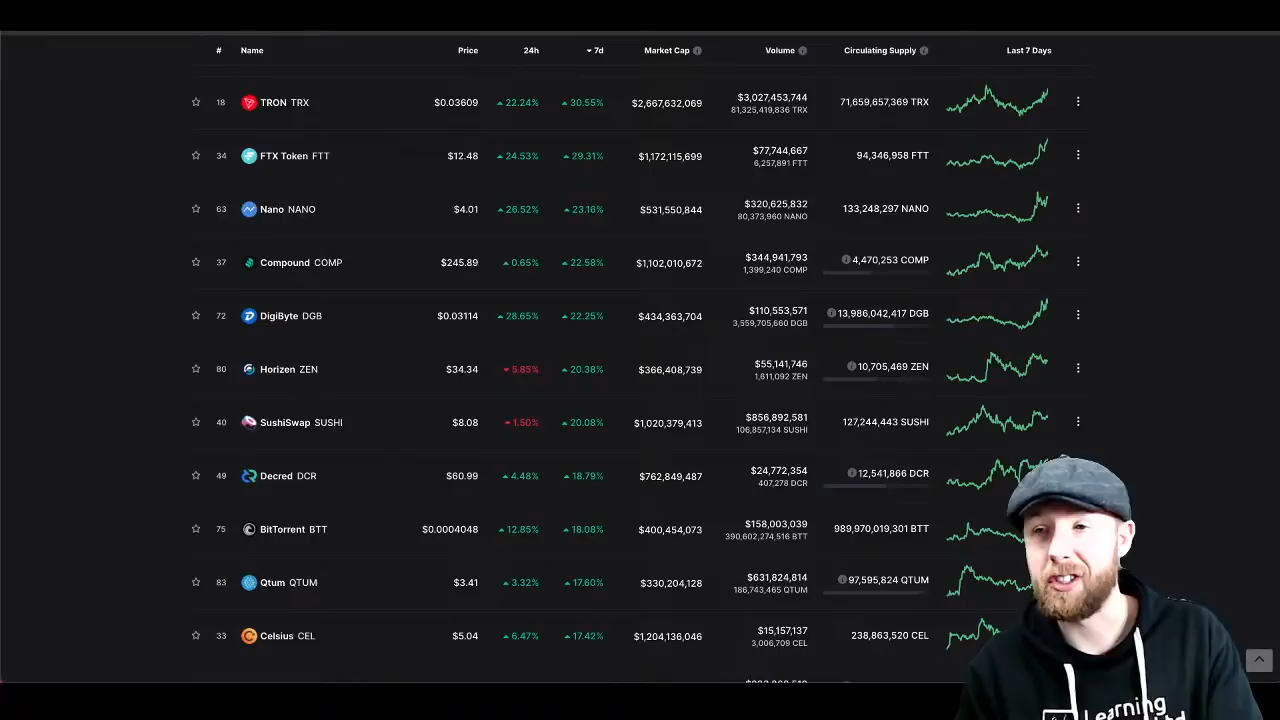 # Name Price 24h 7d Market Cap Volume Circulating Supply Last 7 Days
18 TRON TRX $0.03609 22.24% 30.55% $2,667,632,069 $3,027,453,744 71,659,657,369 TRX
81,325,419,836 TRX
34 FTX Token FTT $12.48 24.53% 29.31% $1,172,115,699 $77,744,667 94,346,958 FTT
6,257,891 FTT
63 Nano NANO $4.01 26.52% 23.16% $531,550,844 $320,625,832 133,248,297 NANO
80,373,960 NANO
37 Compound COMP $245.89 0.65% 22.58% $1,102,010,672 $344,941,793 4,470,253 COMP
1,399,240 COMP
72 DigiByte DGB $0.03114 28.65% 22.25% $434,363,704 $110,553,571 13,986,042,417 DGB
3,559,705,660 DGB
80 Horizen ZEN $34.34 5.85% 20.38% $366,408,739 $55,141,746 10,705,469 ZEN
1,611,092 ZEN
40 SushiSwap SUSHI $8.08 1.50% 20.08% $1,020,379,413 $856,892,581 127,244,443 SUSHI
106,857,134 SUSHI
49 Decred DCR $60.99 4.48% 18.79% $762,849,487 $24,772,354 12,541,866 DCR
407,278 DCR
75 BitTorrent BTT $0.0004048 12.85% 18.08% $400,454,073 $158,003,039 989,970,019,301 BTT
390,602,274,516 BTT
83 Qtum QTUM $3.41 3.32% 17.60% $330,204,128 $631,824,814 97,595,824 QTUM
186,743,465 QTUM
33 Celsius CEL $5.04 6.47% 17.42% $1,204,136,046 $15,157,137 238,863,520 CEL
3,006,709 CEL
Learning